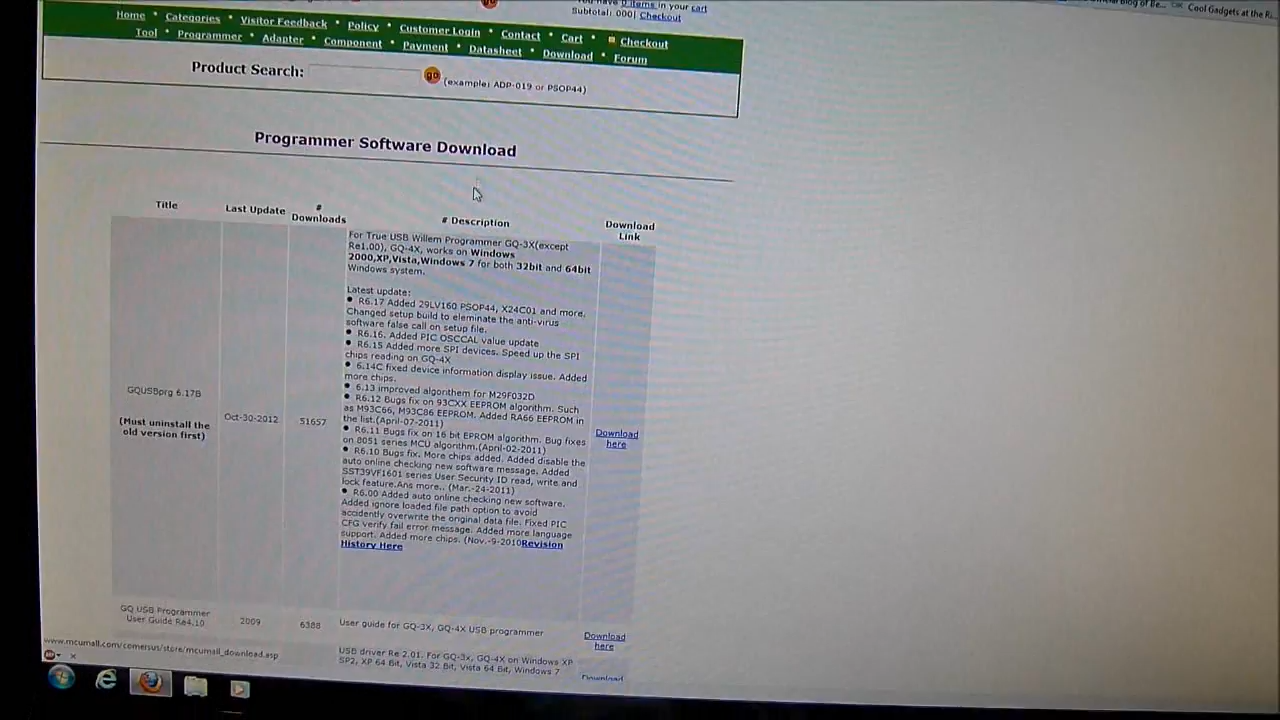 have 0 items in your cart
Subtotal: 000| Checkout
Cool Gadgets at the R...
Home • Categories • Visitor Feedback • Policy • Customer Login • Contact • Cart • Checkout
Tool • Programmer • Adapter • Component • Payment • Datasheet • Download • Forum
Product Search: go (example) ADP-019 or PSOP44)
Programmer Software Download
Title
Last Update
#
Downloads
# Description
Download
Link
GQUSBprg 6.17B
(Must uninstall the
old version first)
Oct-30-2012
51657
For True USB Willem Programmer GQ-3X(except
Re1.00), GQ-4X, works on Windows
2000,XP,Vista,Windows 7 for both 32bit and 64bit
Windows system.
Latest update:
• R6.17 Added 29LV160 PSOP44, X24C01 and more.
Changed setup build to eleminate the anti-virus
software false call on setup file.
• R6.16. Added PIC OSCCAL value update
• R6.15 Added more SPI devices. Speed up the SPI
chips reading on GQ-4X
• 6.14C fixed device information display issue. Added
more chips.
• 6.13 improved algorithem for M29F032D
• R6.12 Bugs fix on 93CXX EEPROM algorithm. Such
as M93C66, M93C86 EEPROM. Added RA66 EEPROM in
the list.(April-07-2011)
• R6.11 Bugs fix on 16 bit EPROM algorithm. Bug fixes
on 8051 series MCU algorithm.(April-02-2011)
• R6.10 Bugs fix. More chips added. Added disable the
auto online checking new software message. Added
SST39VF1601 series User Security ID read, write and
lock feature.Ans more.. (Mar.-24-2011)
• R6.00 Added auto online checking new software.
Added ignore loaded file path option to avoid
accidently overwrite the original data file. Fixed PIC
CFG verify fail error message. Added more language
support. Added more chips. (Nov.-9-2010Revision
History Here
Download
here
GQ USB Programmer
User Guide Re4.10
2009
6388
User guide for GQ-3X, GQ-4X USB programmer
Download
here
USB driver Re 2.01. For GQ-3x, GQ-4X on Windows XP
SP2, XP 64 Bit, Vista 32 Bit, Vista 64 Bit, Windows 7
Download
www.mcumall.com/comersus/store/mcumall_download.asp